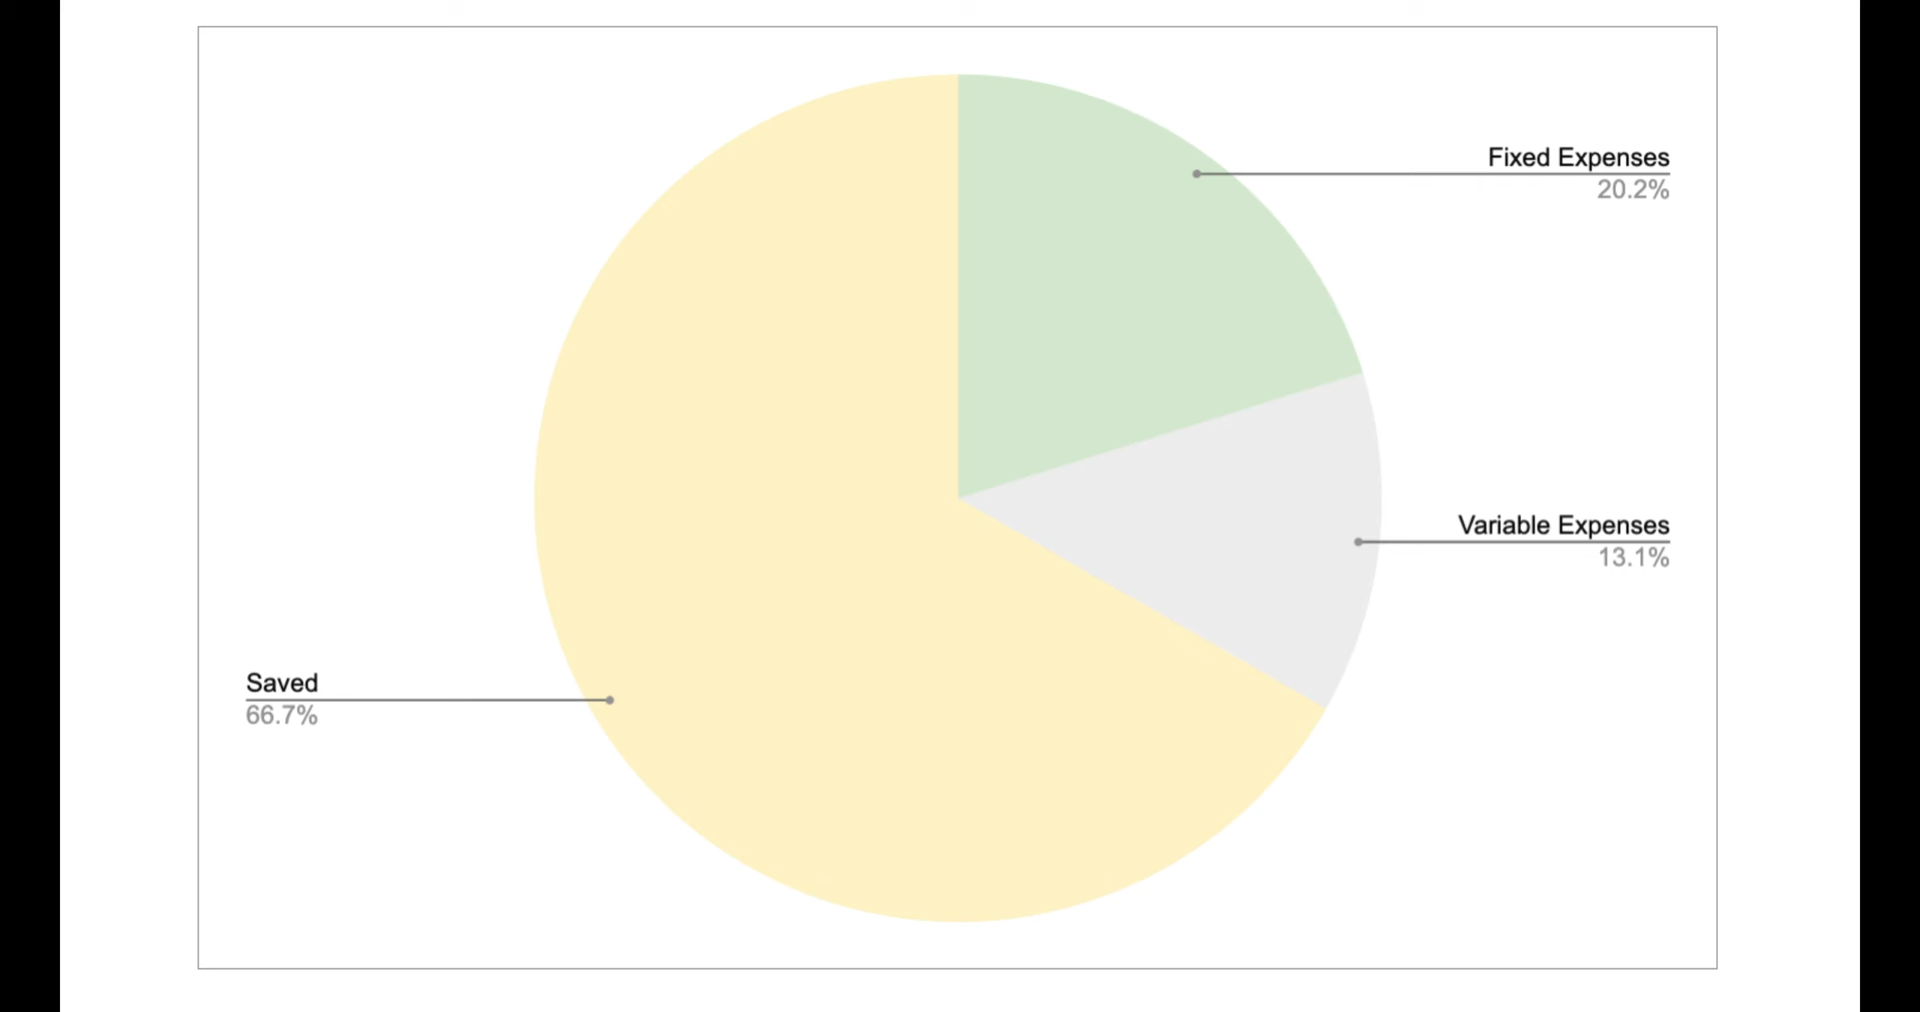 Fixed Expenses
20.2%
Variable Expenses
13.1%
Saved
66.7%